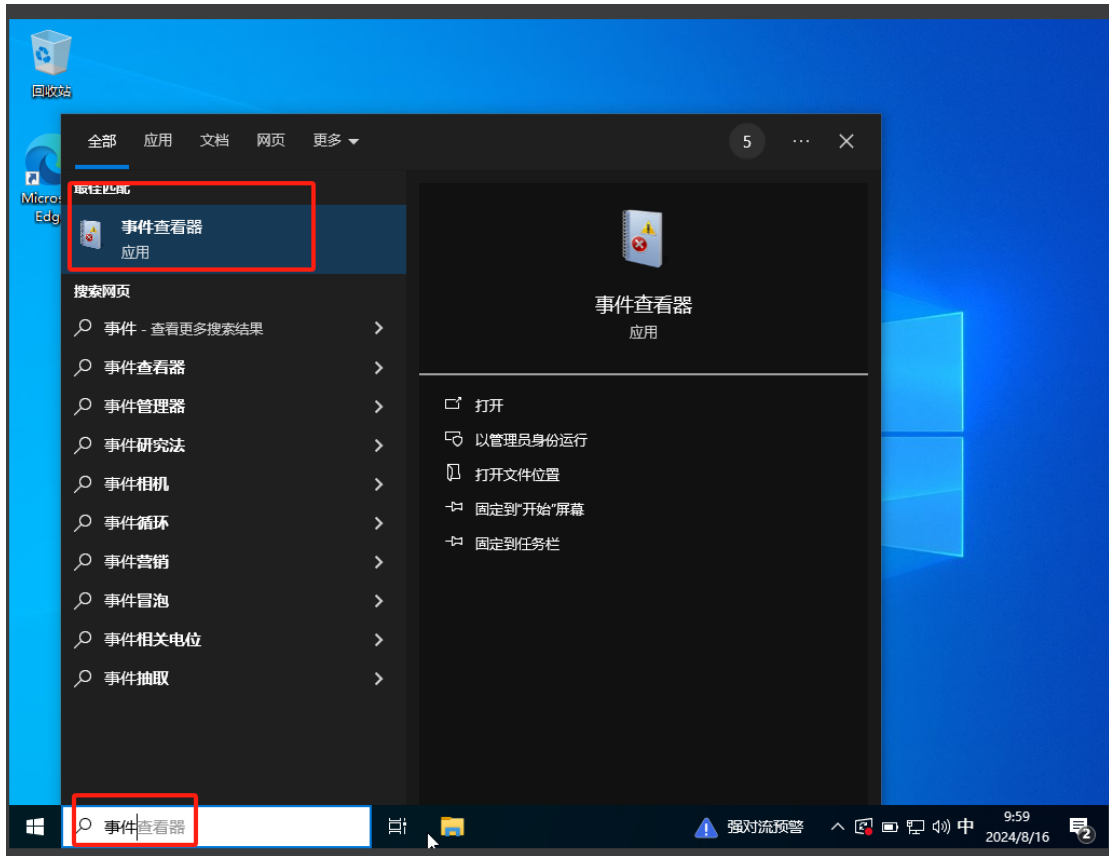 回收站
Micros
Edg
全部 应用 文档 网页 更多
5
最佳匹配
事件查看器
应用
搜索网页
事件 - 查看更多搜索结果
事件查看器
事件管理器
事件研究法
事件相机
事件循环
事件营销
事件冒泡
事件相关电位
事件抽取
事件查看器
应用
打开
以管理员身份运行
打开文件位置
固定到"开始"屏幕
固定到任务栏
事件查看器
强对流预警
中
9:59
2024/8/16
2